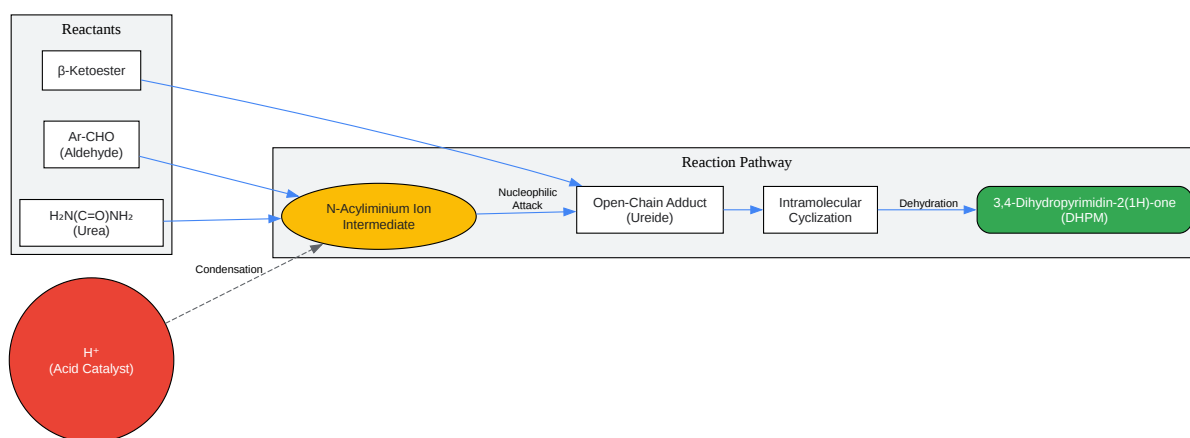 Reactants
β-Ketoester
Ar-CHO
(Aldehyde)
H₂N(C=O)NH₂
(Urea)
H⁺
(Acid Catalyst)
Condensation
Reaction Pathway
N-Acyliminium Ion
Intermediate
Nucleophilic
Attack
Open-Chain Adduct
(Ureide)
Intramolecular
Cyclization
Dehydration
3,4-Dihydropyrimidin-2(1H)-one
(DHPM)